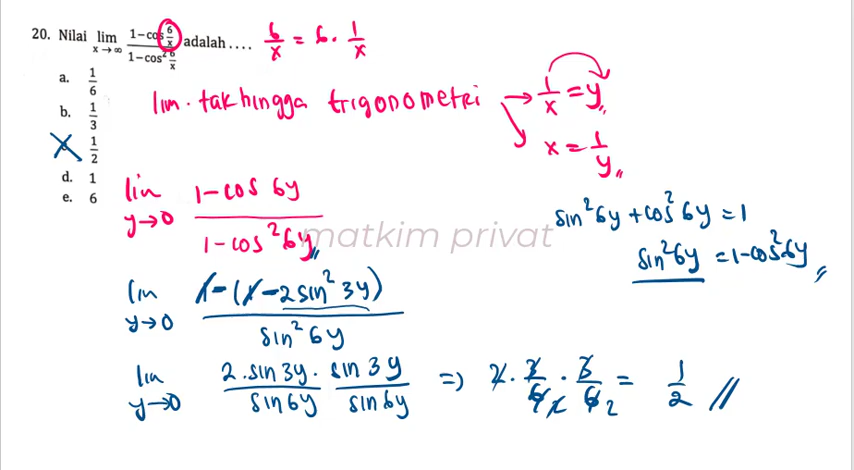 20. Nilai lim x→∞ (1−cos 6/x)/(1−cos² 6/x) adalah . . . .
6/x = 6 · 1/x
a. 1/6
b. 1/3
1/2
d. 1
e. 6
lim. tak hingga trigonometri → 1/x = y
x = 1/y
lim y→0 (1−cos 6y)/(1−cos² 6y)
matkim privat
sin² 6y + cos² 6y = 1
sin² 6y = 1−cos² 6y
lim y→0 (1−(1−2 sin² 3y))/(sin² 6y)
lim y→0 (2 · sin 3y · sin 3y)/(sin 6y sin 6y) => 2 · 3/6 · 3/6 = 1/2 //